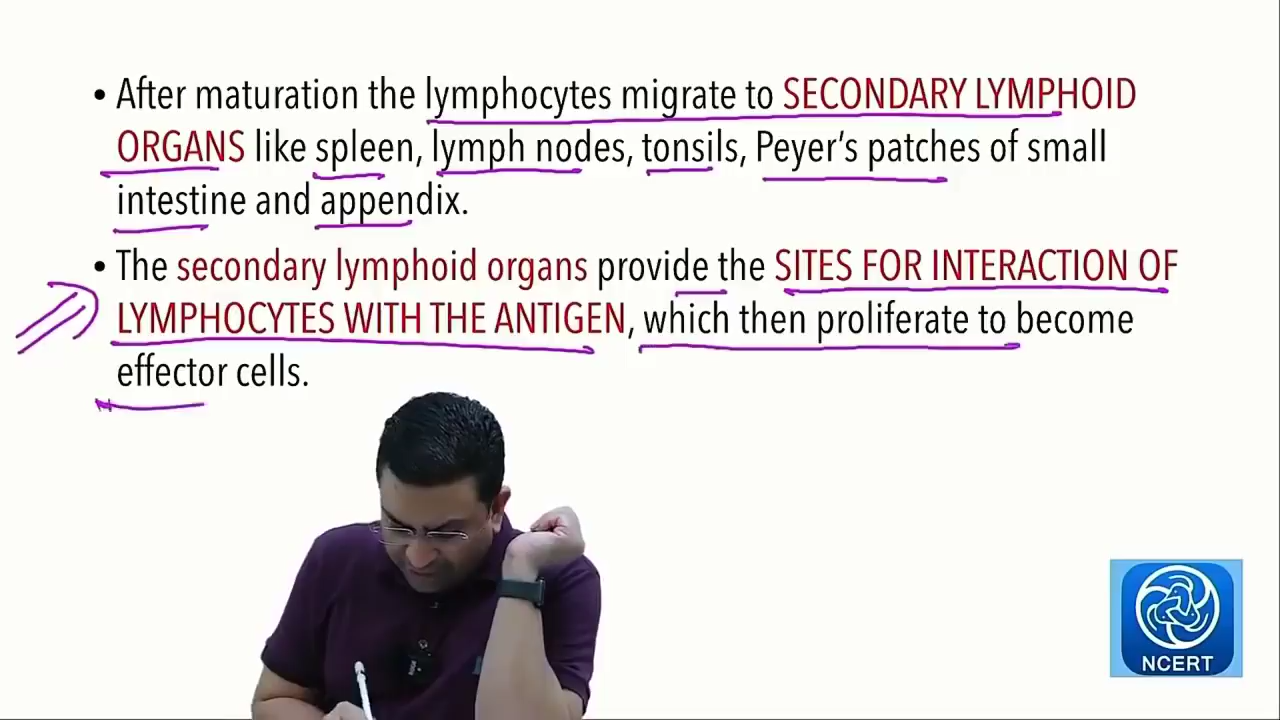 • After maturation the lymphocytes migrate to SECONDARY LYMPHOID
ORGANS like spleen, lymph nodes, tonsils, Peyer’s patches of small
intestine and appendix.
• The secondary lymphoid organs provide the SITES FOR INTERACTION OF
LYMPHOCYTES WITH THE ANTIGEN, which then proliferate to become
effector cells.
NCERT